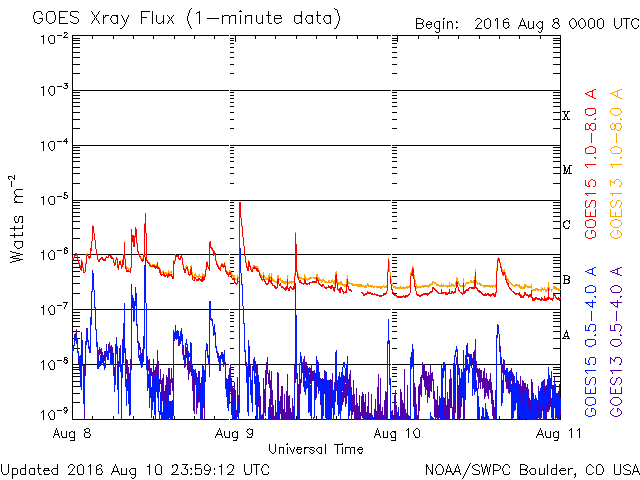 GOES Xray Flux (1-minute data)
Begin: 2016 Aug 8 0000 UTC
10⁻²
10⁻³
10⁻⁴
10⁻⁵
10⁻⁶
10⁻⁷
10⁻⁸
10⁻⁹
Watts m⁻²
X
M
C
B
A
GOES15 1.0-8.0 A
GOES13 1.0-8.0 A
GOES15 0.5-4.0 A
GOES13 0.5-4.0 A
Aug 8 Aug 9 Aug 10 Aug 11
Universal Time
Updated 2016 Aug 10 23:59:12 UTC
NOAA/SWPC Boulder, CO USA